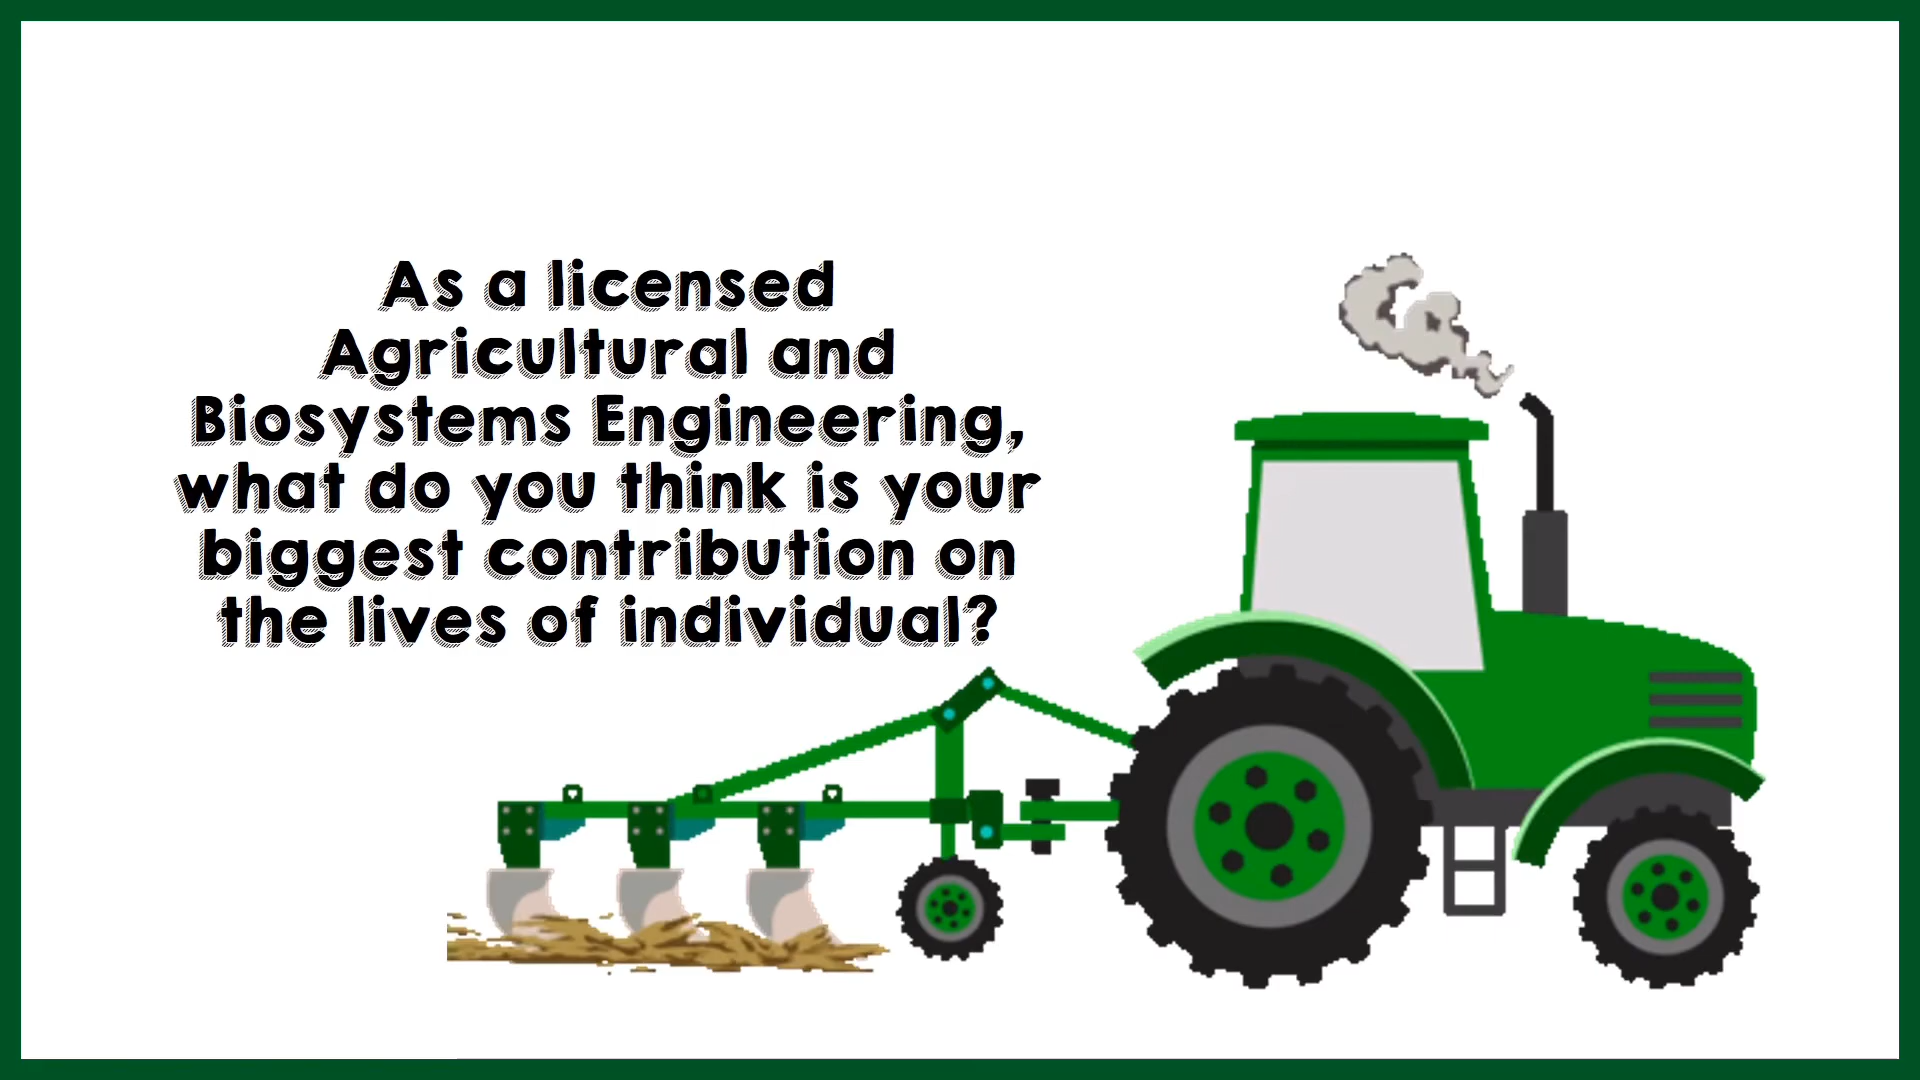 As a licensed
Agricultural and
Biosystems Engineering,
what do you think is your
biggest contribution on
the lives of individual?